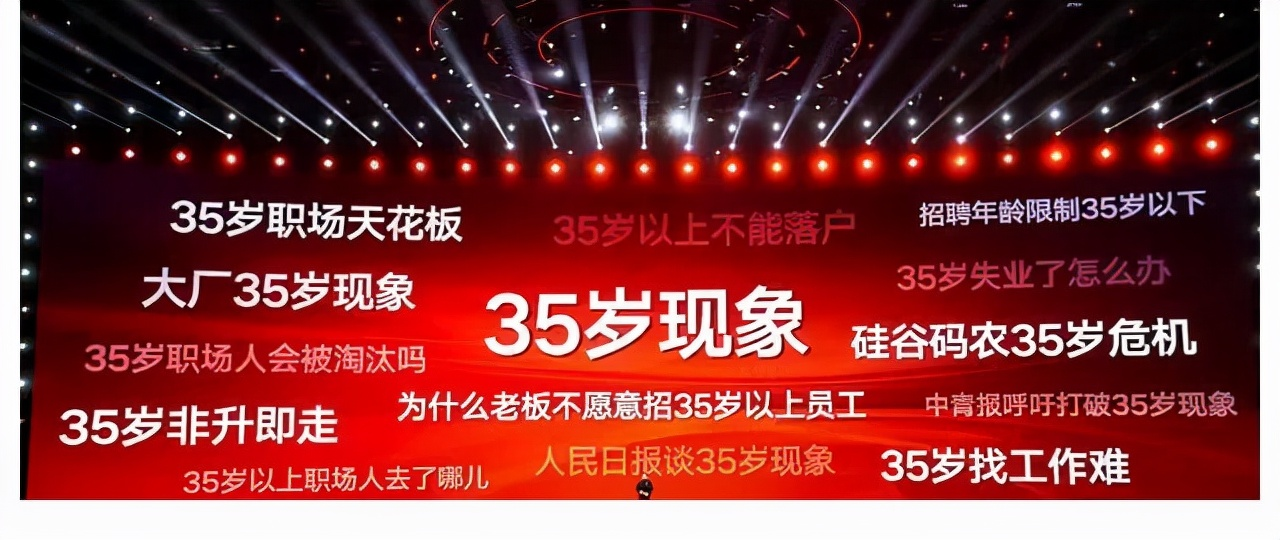 35岁职场天花板
35岁以上不能落户
招聘年龄限制35岁以下
大厂35岁现象
35岁现象
35岁失业了怎么办
硅谷码农35岁危机
35岁职场人会被淘汰吗
为什么老板不愿意招35岁以上员工
中青报呼吁打破35岁现象
35岁非升即走
人民日报谈35岁现象
35岁找工作难
35岁以上职场人去了哪儿